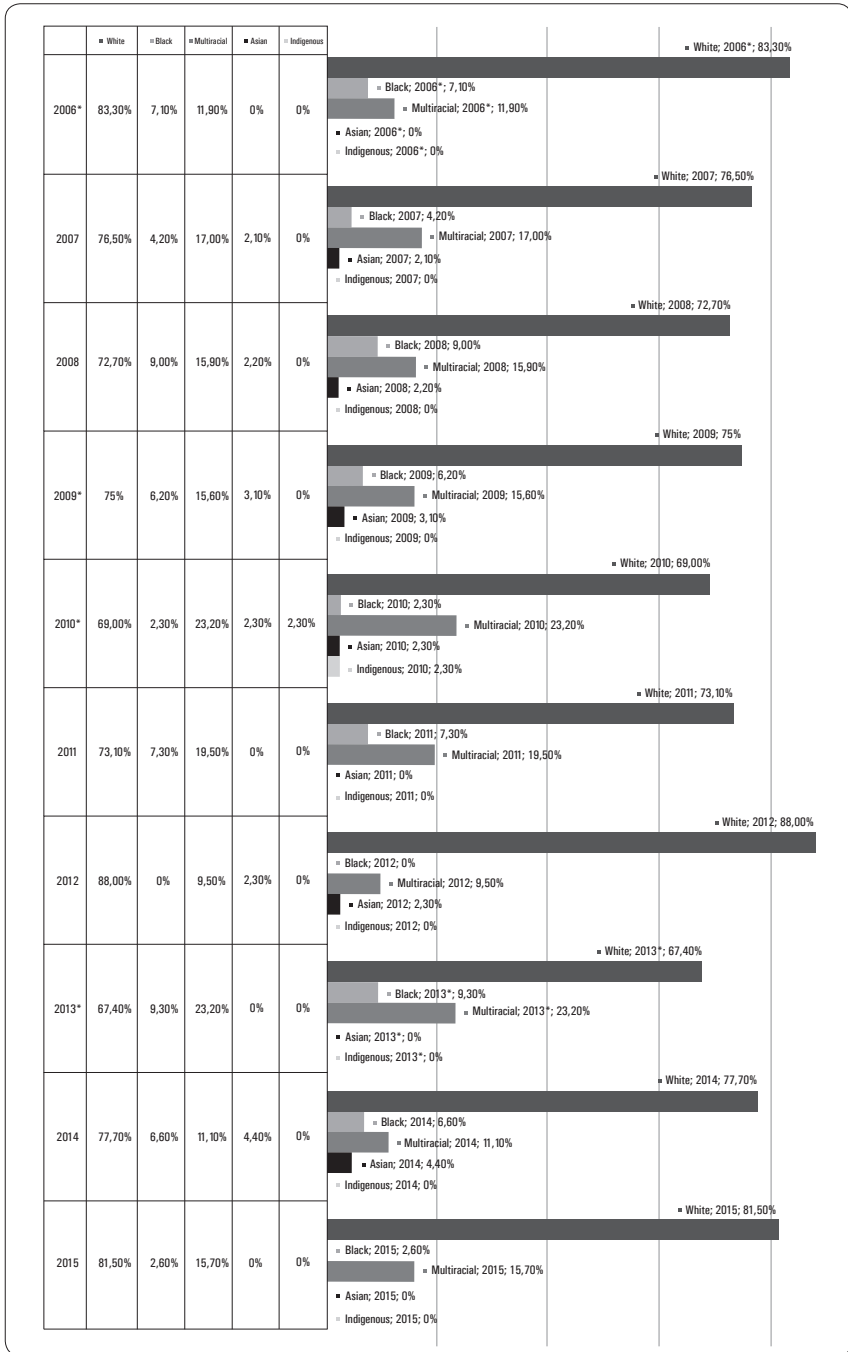 White Black Multiracial Asian Indigenous
2006* 83,30% 7,10% 11,90% 0% 0%
White; 2006*; 83,30%
Black; 2006*; 7,10%
Multiracial; 2006*; 11,90%
Asian; 2006*; 0%
Indigenous; 2006*; 0%
2007 76,50% 4,20% 17,00% 2,10% 0%
White; 2007; 76,50%
Black; 2007; 4,20%
Multiracial; 2007; 17,00%
Asian; 2007; 2,10%
Indigenous; 2007; 0%
2008 72,70% 9,00% 15,90% 2,20% 0%
White; 2008; 72,70%
Black; 2008; 9,00%
Multiracial; 2008; 15,90%
Asian; 2008; 2,20%
Indigenous; 2008; 0%
2009* 75% 6,20% 15,60% 3,10% 0%
White; 2009; 75%
Black; 2009; 6,20%
Multiracial; 2009; 15,60%
Asian; 2009; 3,10%
Indigenous; 2009; 0%
2010* 69,00% 2,30% 23,20% 2,30% 2,30%
White; 2010; 69,00%
Black; 2010; 2,30%
Multiracial; 2010; 23,20%
Asian; 2010; 2,30%
Indigenous; 2010; 2,30%
2011 73,10% 7,30% 19,50% 0% 0%
White; 2011; 73,10%
Black; 2011; 7,30%
Multiracial; 2011; 19,50%
Asian; 2011; 0%
Indigenous; 2011; 0%
2012 88,00% 0% 9,50% 2,30% 0%
White; 2012; 88,00%
Black; 2012; 0%
Multiracial; 2012; 9,50%
Asian; 2012; 2,30%
Indigenous; 2012; 0%
2013* 67,40% 9,30% 23,20% 0% 0%
White; 2013*; 67,40%
Black; 2013*; 9,30%
Multiracial; 2013*; 23,20%
Asian; 2013*; 0%
Indigenous; 2013*; 0%
2014 77,70% 6,60% 11,10% 4,40% 0%
White; 2014; 77,70%
Black; 2014; 6,60%
Multiracial; 2014; 11,10%
Asian; 2014; 4,40%
Indigenous; 2014; 0%
2015 81,50% 2,60% 15,70% 0% 0%
White; 2015; 81,50%
Black; 2015; 2,60%
Multiracial; 2015; 15,70%
Asian; 2015; 0%
Indigenous; 2015; 0%